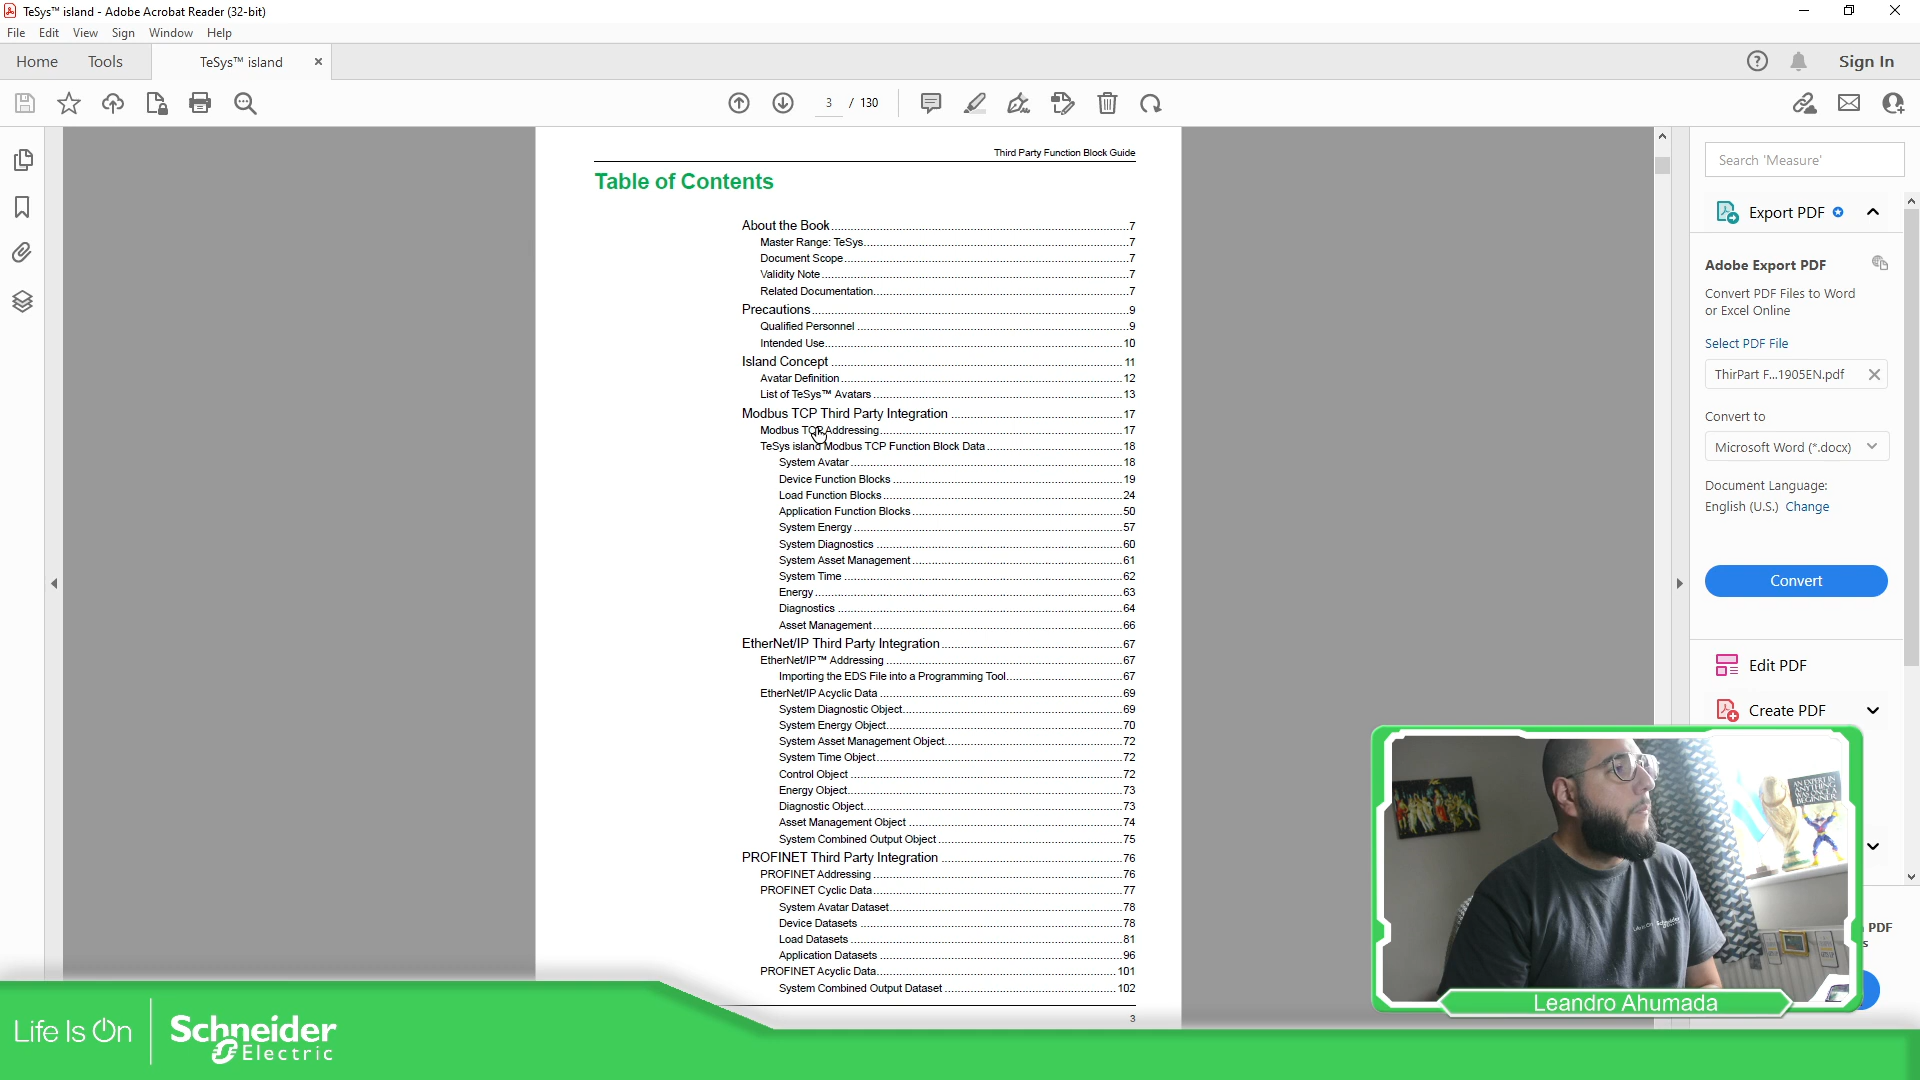 TeSys™ island - Adobe Acrobat Reader (32-bit)
File Edit View Sign Window Help
Home Tools TeSys™ island Sign In
3 / 130
Third Party Function Block Guide
Table of Contents
About the Book 7
Master Range: TeSys 7
Document Scope 7
Validity Note 7
Related Documentation 7
Precautions 9
Qualified Personnel 9
Intended Use 10
Island Concept 11
Avatar Definition 12
List of TeSys™ Avatars 13
Modbus TCP Third Party Integration 17
Modbus TCP Addressing 17
TeSys island Modbus TCP Function Block Data 18
System Avatar 18
Device Function Blocks 19
Load Function Blocks 24
Application Function Blocks 50
System Energy 57
System Diagnostics 60
System Asset Management 61
System Time 62
Energy 63
Diagnostics 64
Asset Management 66
EtherNet/IP Third Party Integration 67
EtherNet/IP™ Addressing 67
Importing the EDS File into a Programming Tool 67
EtherNet/IP Acyclic Data 69
System Diagnostic Object 69
System Energy Object 70
System Asset Management Object 72
System Time Object 72
Control Object 72
Energy Object 73
Diagnostic Object 73
Asset Management Object 74
System Combined Output Object 75
PROFINET Third Party Integration 76
PROFINET Addressing 76
PROFINET Cyclic Data 77
System Avatar Dataset 78
Device Datasets 78
Load Datasets 81
Application Datasets 96
PROFINET Acyclic Data 101
System Combined Output Dataset 102
3
Search 'Measure'
Export PDF
Adobe Export PDF
Convert PDF Files to Word
or Excel Online
Select PDF File
ThirPart F...1905EN.pdf
Convert to
Microsoft Word (*.docx)
Document Language:
English (U.S.) Change
Convert
Edit PDF
Create PDF
PDF
s
AN EXPERT IN
ANYTHING
WAS ONCE A
BEGINNER
Leandro Ahumada
Life Is On
Schneider
Electric